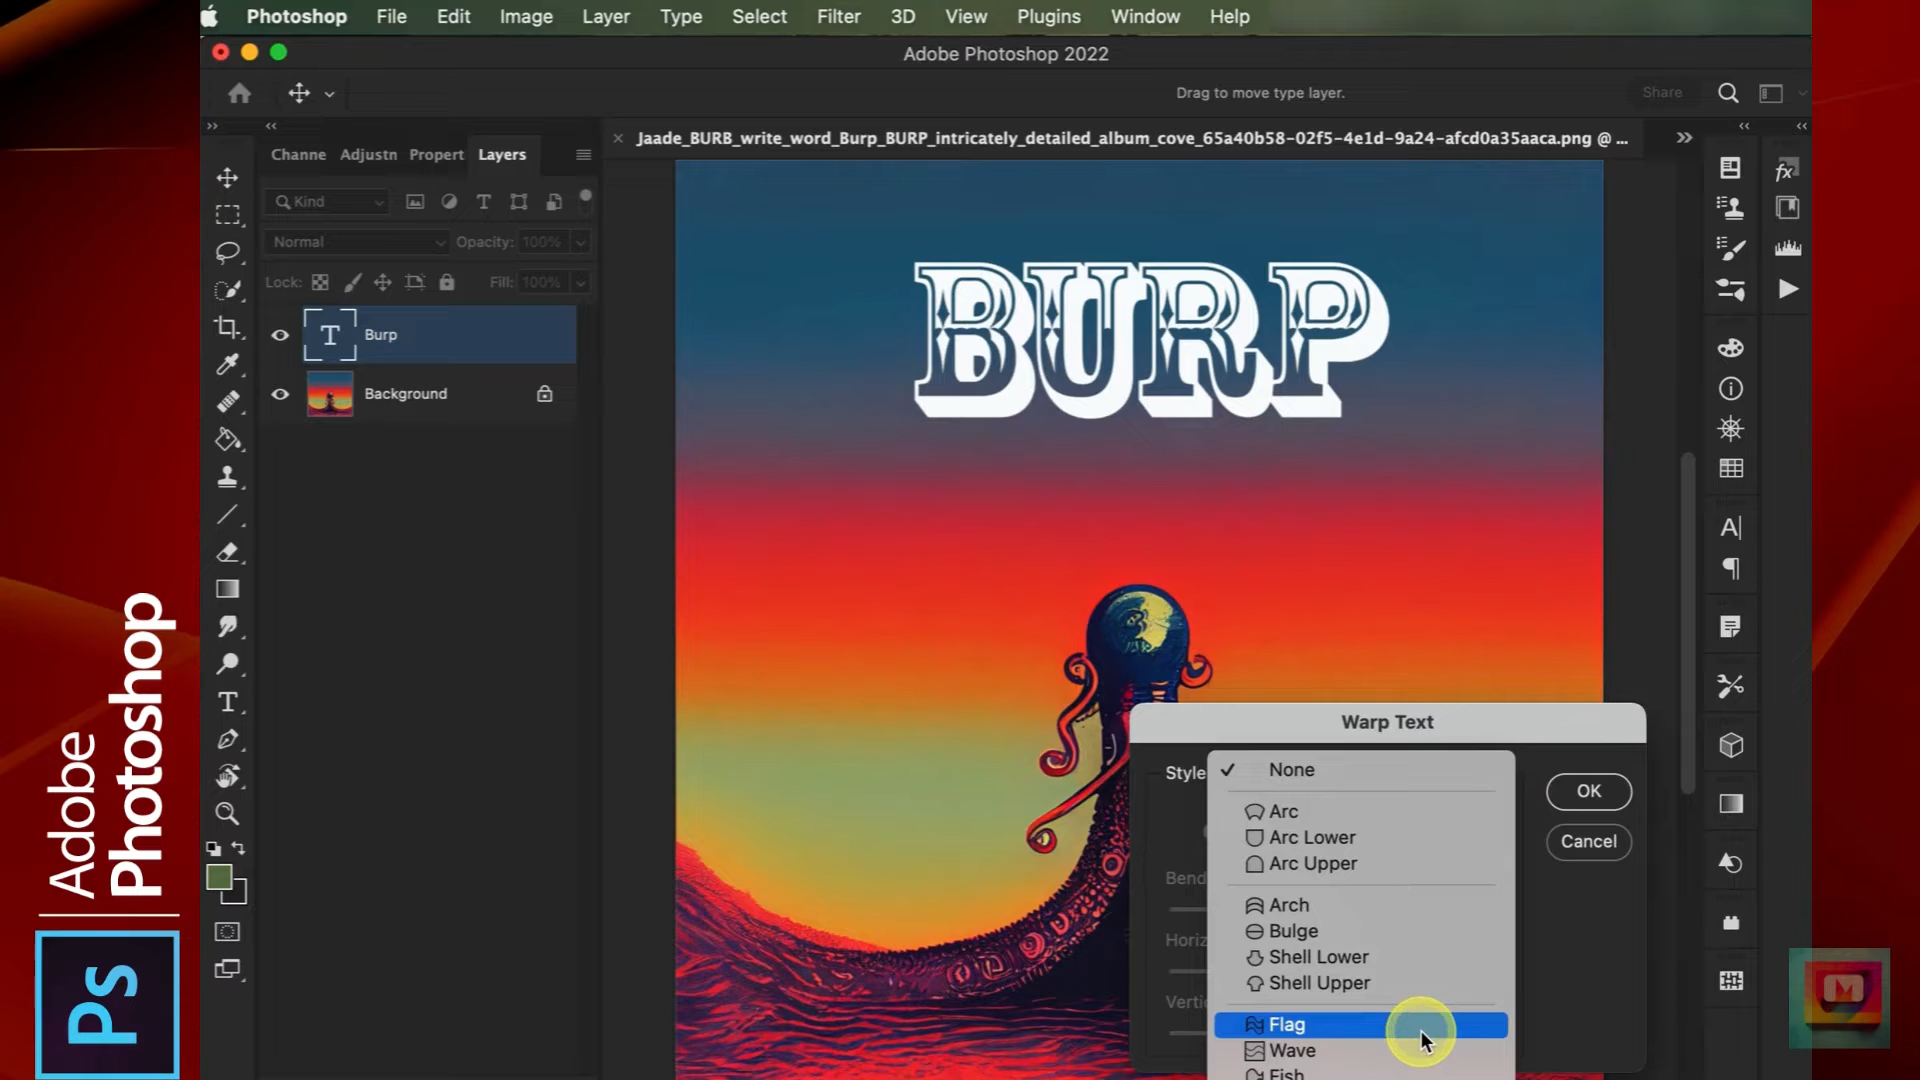 Photoshop File Edit Image Layer Type Select Filter 3D View Plugins Window Help
Adobe Photoshop 2022
Drag to move type layer.
Share
Channe Adjustn Propert Layers
Jaade_BURB_write_word_Burp_BURP_intricately_detailed_album_cove_65a40b58-02f5-4e1d-9a24-afcd0a35aaca.png @ ...
Kind
Normal Opacity: 100%
Lock: Fill: 100%
T Burp
Background
BURP
Warp Text
Style
None
Arc
Arc Lower
Arc Upper
Arch
Bulge
Shell Lower
Shell Upper
Flag
Wave
Fish
Bend
Horiz
Vertic
OK
Cancel
Adobe
Photoshop
Ps
fx
A|
M